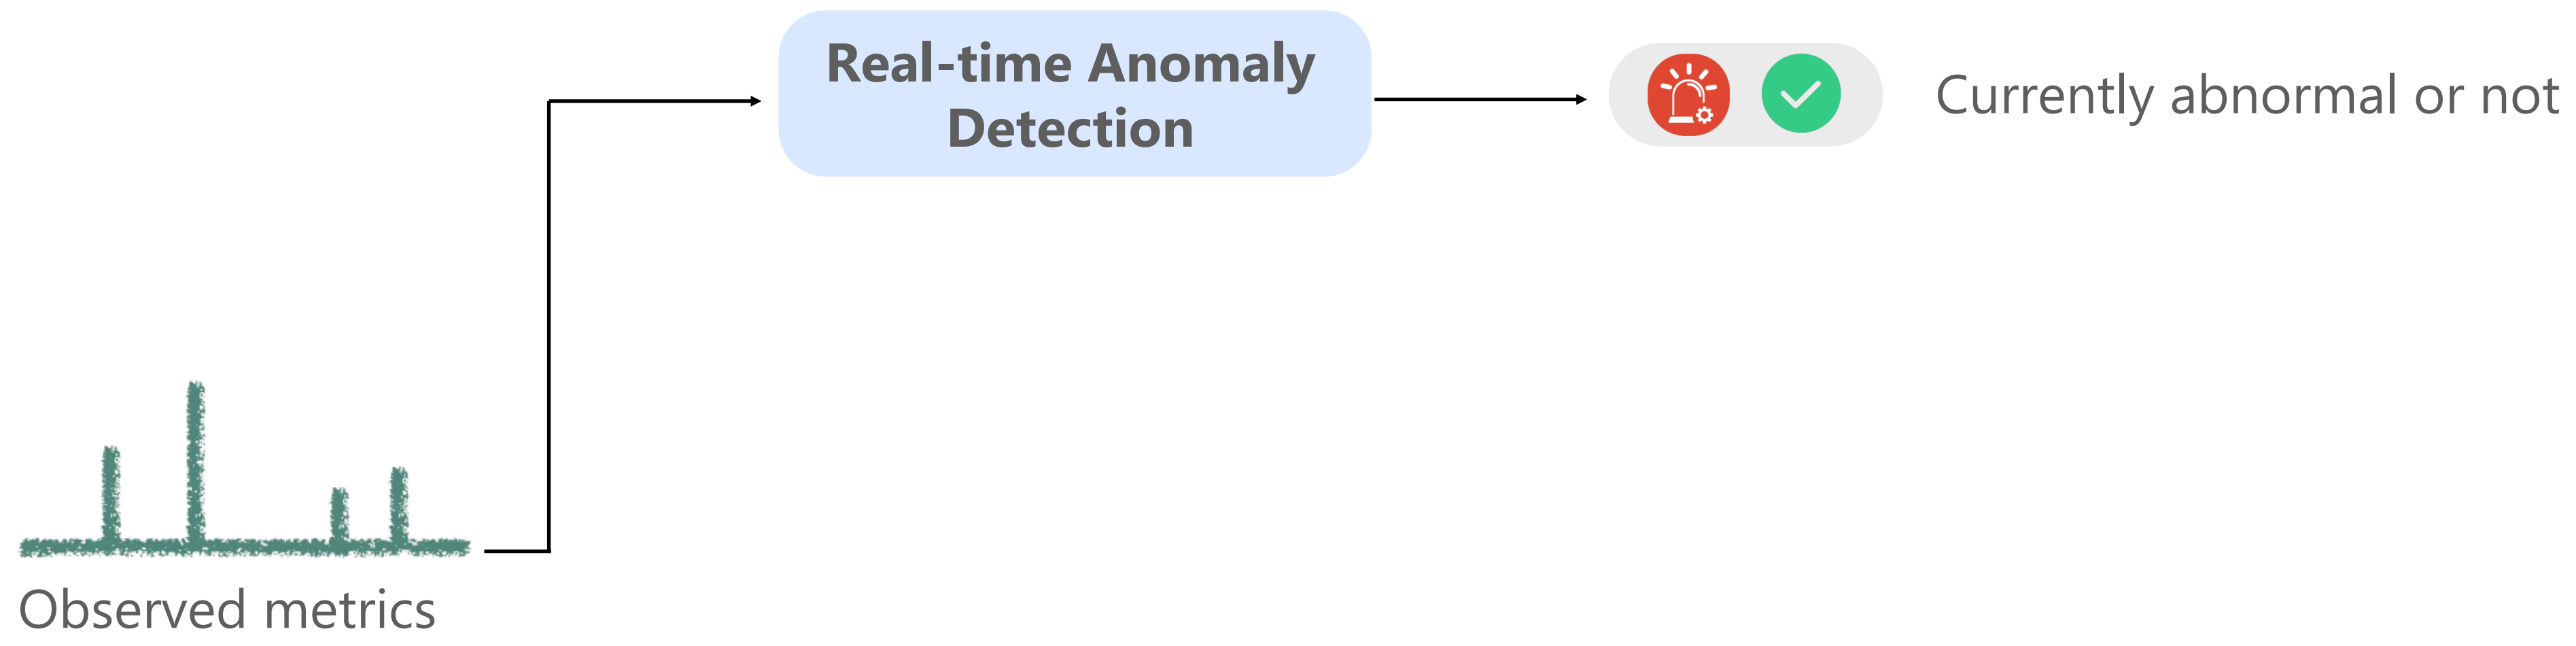 Real-time Anomaly
Detection
Currently abnormal or not
Observed metrics